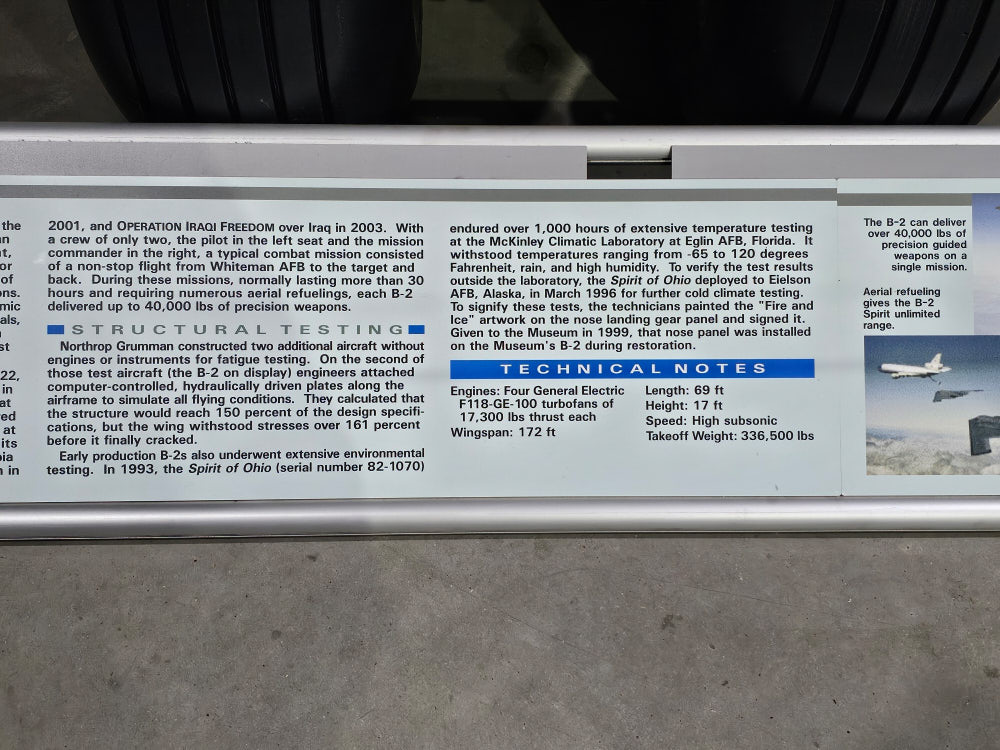 the
n
t,
or
of
ons.
mic
als,
st
22,
in
at
red
at
its
bia
n in
2001, and OPERATION IRAQI FREEDOM over Iraq in 2003. With
a crew of only two, the pilot in the left seat and the mission
commander in the right, a typical combat mission consisted
of a non-stop flight from Whiteman AFB to the target and
back. During these missions, normally lasting more than 30
hours and requiring numerous aerial refuelings, each B-2
delivered up to 40,000 lbs of precision weapons.
STRUCTURAL TESTING
Northrop Grumman constructed two additional aircraft without
engines or instruments for fatigue testing. On the second of
those test aircraft (the B-2 on display) engineers attached
computer-controlled, hydraulically driven plates along the
airframe to simulate all flying conditions. They calculated that
the structure would reach 150 percent of the design specifi-
cations, but the wing withstood stresses over 161 percent
before it finally cracked.
Early production B-2s also underwent extensive environmental
testing. In 1993, the Spirit of Ohio (serial number 82-1070)
endured over 1,000 hours of extensive temperature testing
at the McKinley Climatic Laboratory at Eglin AFB, Florida. It
withstood temperatures ranging from -65 to 120 degrees
Fahrenheit, rain, and high humidity. To verify the test results
outside the laboratory, the Spirit of Ohio deployed to Eielson
AFB, Alaska, in March 1996 for further cold climate testing.
To signify these tests, the technicians painted the "Fire and
Ice" artwork on the nose landing gear panel and signed it.
Given to the Museum in 1999, that nose panel was installed
on the Museum's B-2 during restoration.
TECHNICAL NOTES
Engines: Four General Electric
F118-GE-100 turbofans of
17,300 lbs thrust each
Wingspan: 172 ft
Length: 69 ft
Height: 17 ft
Speed: High subsonic
Takeoff Weight: 336,500 lbs
The B-2 can deliver
over 40,000 lbs of
precision guided
weapons on a
single mission.
Aerial refueling
gives the B-2
Spirit unlimited
range.